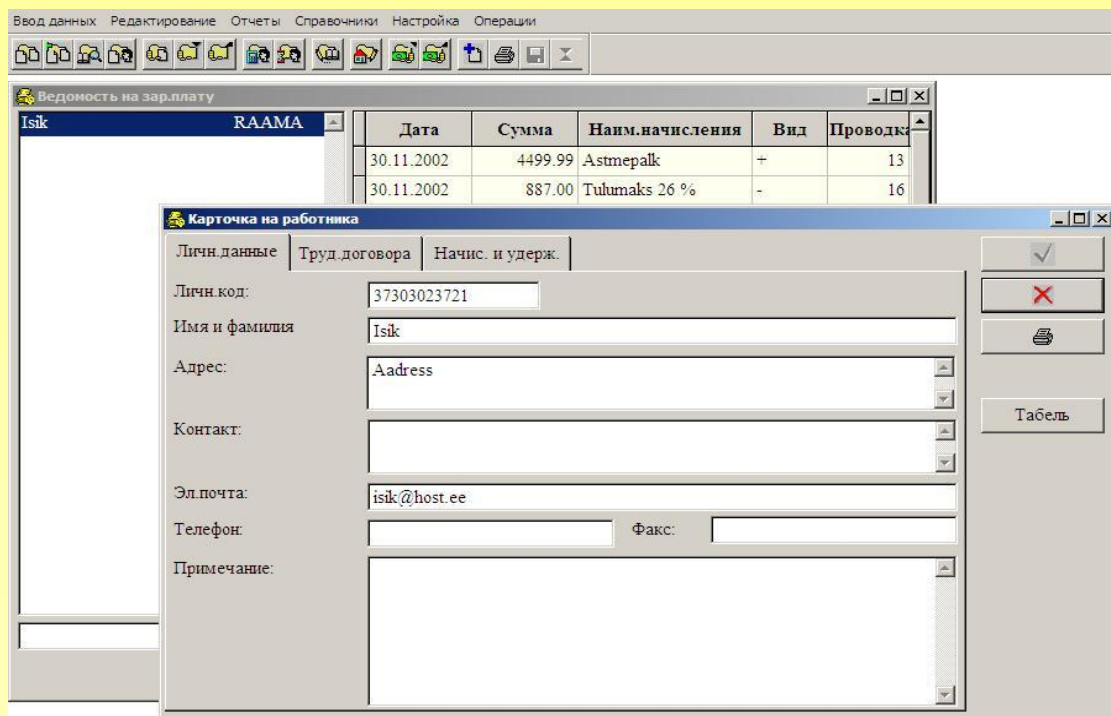 Ввод данных Редактирование Отчеты Справочники Настройка Операции
Ведомость на зар.плату
Isik RAAMA
Дата Сумма Наим.начисления Вид Проводка
30.11.2002 4499.99 Astmepalk + 13
30.11.2002 887.00 Tulumaks 26 % - 16
Карточка на работника
Личн.данные Труд.договора Начис. и удерж.
Личн.код: 37303023721
Имя и фамилия Isik
Адрес: Aadress
Табель
Контакт:
Эл.почта: isik@host.ee
Телефон: Факс:
Примечание: